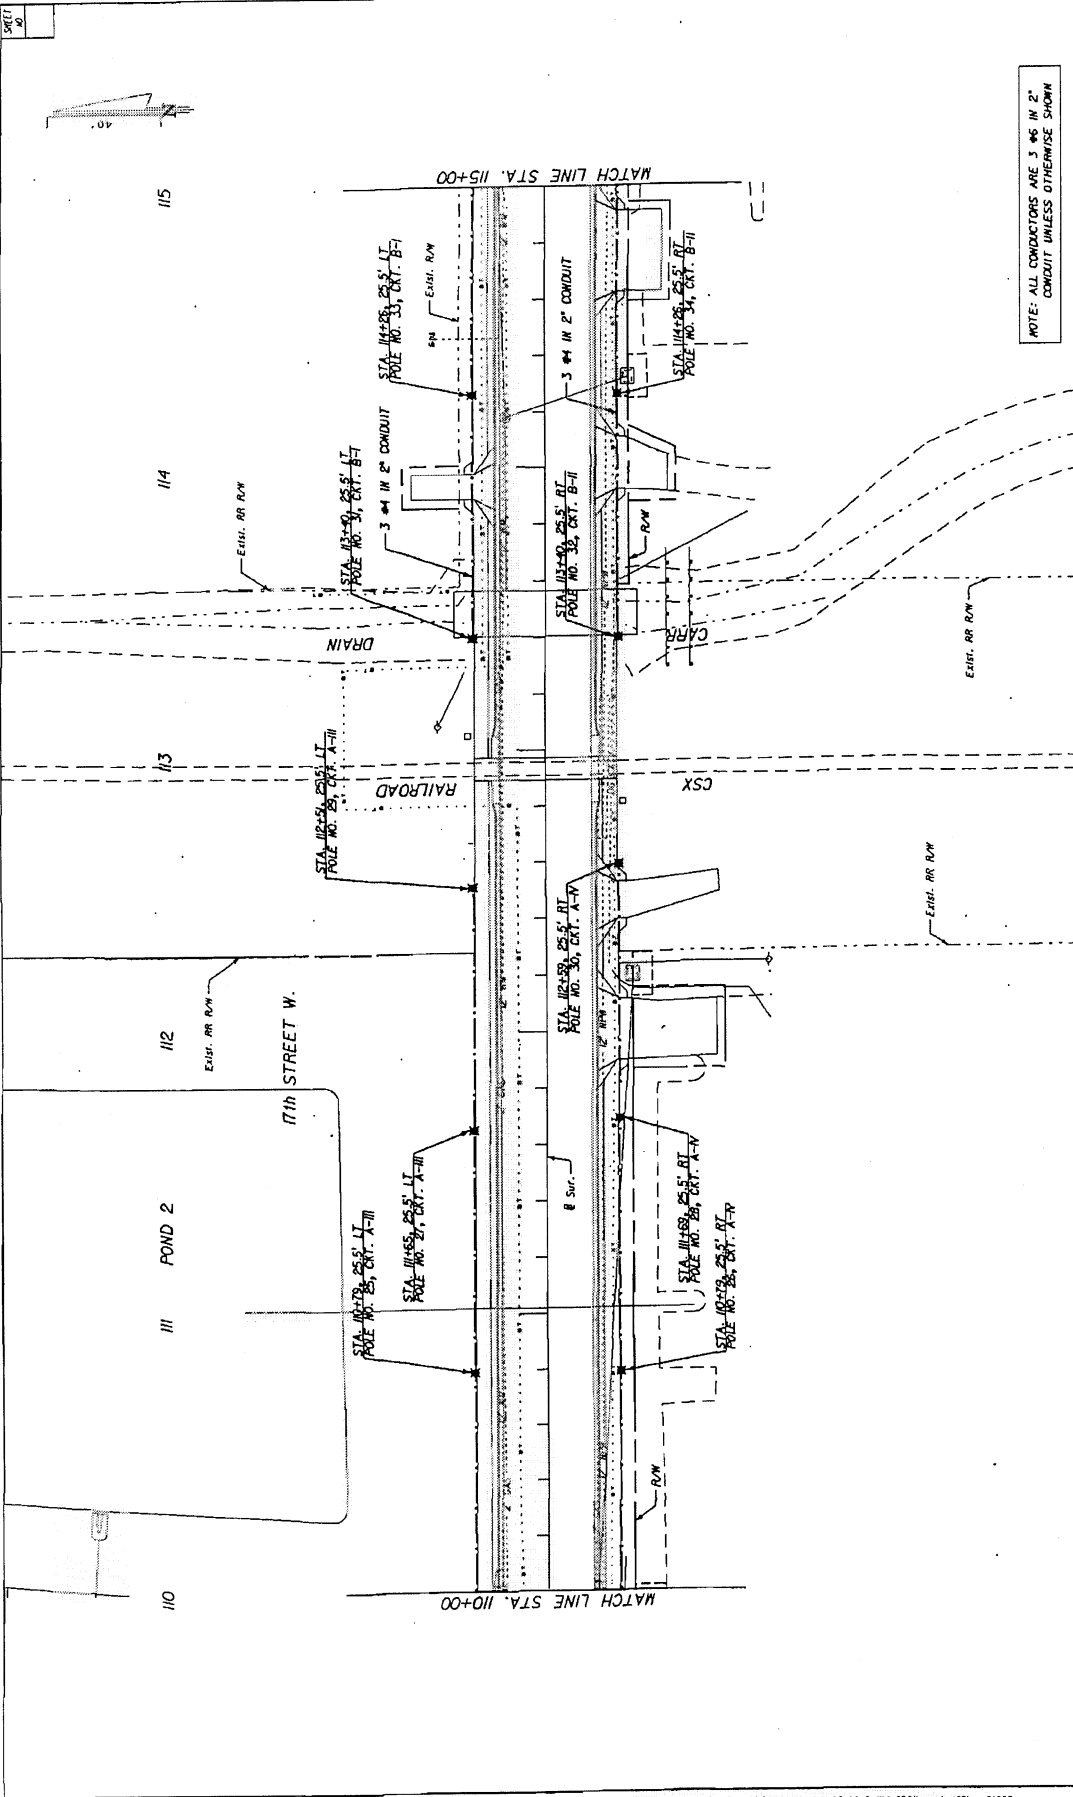 SHEET
NO
40'
115
114
113
112
111
110
NOTE: ALL CONDUCTORS ARE 3 #6 IN 2"
CONDUIT UNLESS OTHERWISE SHOWN
MATCH LINE STA. 115+00
STA. 114+26, 25.5' LT
POLE NO. 33, CKT. B-I
Exist. R/W
3 #4 IN 2" CONDUIT
STA. 114+26, 25.5' RT
POLE NO. 34, CKT. B-II
3 #4 IN 2" CONDUIT
STA. 113+40, 25.5' LT
POLE NO. 31, CKT. B-I
STA. 113+40, 25.5' RT
POLE NO. 32, CKT. B-II
R/W
Exist. RR R/W
Exist. RR R/W
DRAIN
CARR
RAILROAD
CSX
STA. 112+51, 25.5' LT
POLE NO. 29, CKT. A-III
STA. 112+59, 25.5' RT
POLE NO. 30, CKT. A-IV
Exist. RR R/W
Exist. RR R/W
17th STREET W.
POND 2
STA. 111+65, 25.5' LT
POLE NO. 27, CKT. A-III
STA. 111+69, 25.5' RT
POLE NO. 28, CKT. A-IV
Sur.
STA. 110+79, 25.5' LT
POLE NO. 25, CKT. A-III
STA. 110+79, 25.5' RT
CKT. A-IV
R/W
MATCH LINE STA. 110+00